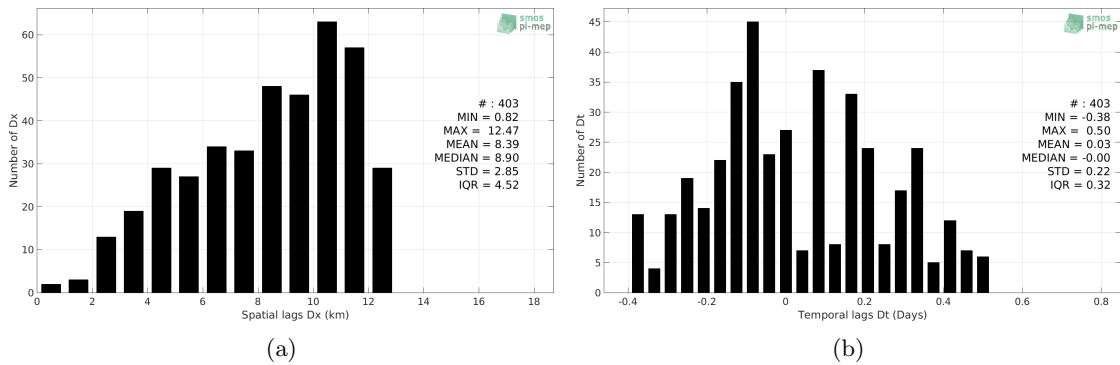 smos
pi-mep
60
50
40
30
20
10
0
Number of Dx
# : 403
MIN = 0.82
MAX = 12.47
MEAN = 8.39
MEDIAN = 8.90
STD = 2.85
IQR = 4.52
0 2 4 6 8 10 12 14 16 18
Spatial lags Dx (km)
(a)
smos
pi-mep
45
40
35
30
25
20
15
10
5
0
Number of Dt
# : 403
MIN = -0.38
MAX = 0.50
MEAN = 0.03
MEDIAN = -0.00
STD = 0.22
IQR = 0.32
-0.4 -0.2 0 0.2 0.4 0.6 0.8
Temporal lags Dt (Days)
(b)